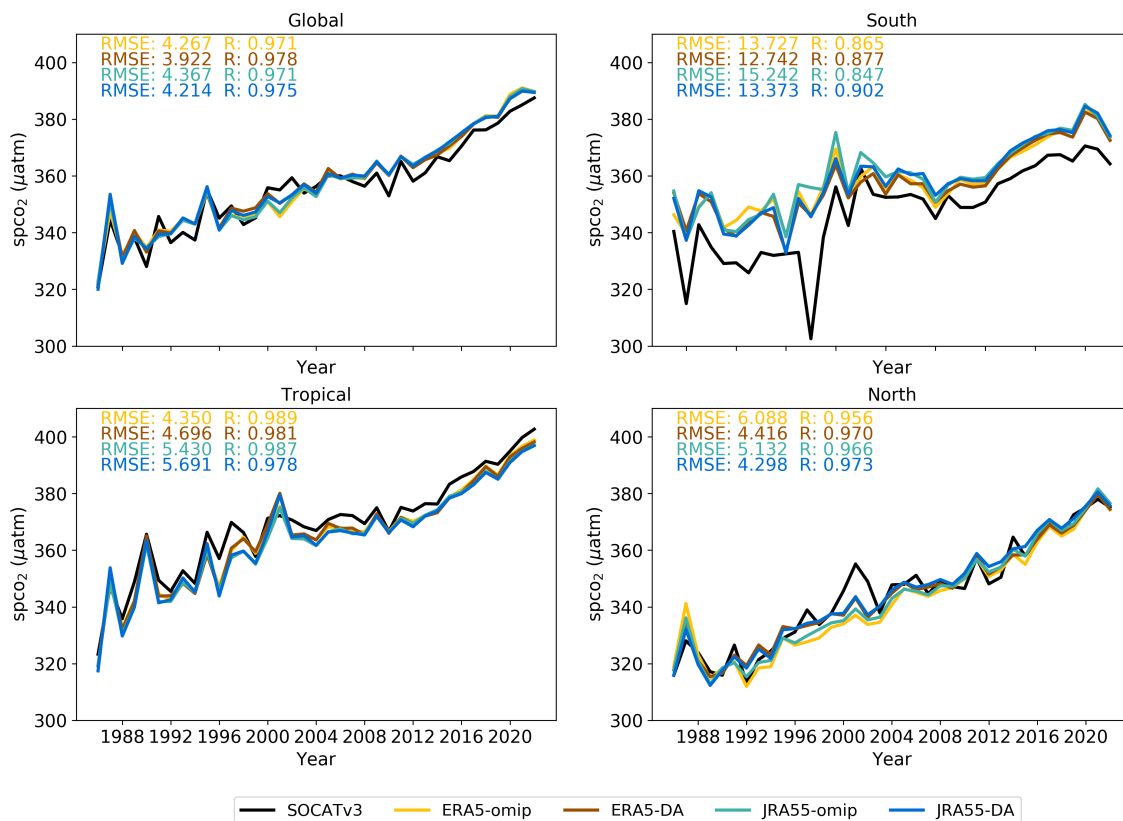 Global
RMSE: 4.267 R: 0.971
RMSE: 3.922 R: 0.978
RMSE: 4.367 R: 0.971
RMSE: 4.214 R: 0.975
400
380
360
340
320
300
spco₂ (μatm)
Year
South
RMSE: 13.727 R: 0.865
RMSE: 12.742 R: 0.877
RMSE: 15.242 R: 0.847
RMSE: 13.373 R: 0.902
400
380
360
340
320
300
spco₂ (μatm)
Year
Tropical
RMSE: 4.350 R: 0.989
RMSE: 4.696 R: 0.981
RMSE: 5.430 R: 0.987
RMSE: 5.691 R: 0.978
400
380
360
340
320
300
spco₂ (μatm)
1988 1992 1996 2000 2004 2008 2012 2016 2020
Year
North
RMSE: 6.088 R: 0.956
RMSE: 4.416 R: 0.970
RMSE: 5.132 R: 0.966
RMSE: 4.298 R: 0.973
400
380
360
340
320
300
spco₂ (μatm)
1988 1992 1996 2000 2004 2008 2012 2016 2020
Year
SOCATv3 ERA5-omip ERA5-DA JRA55-omip JRA55-DA